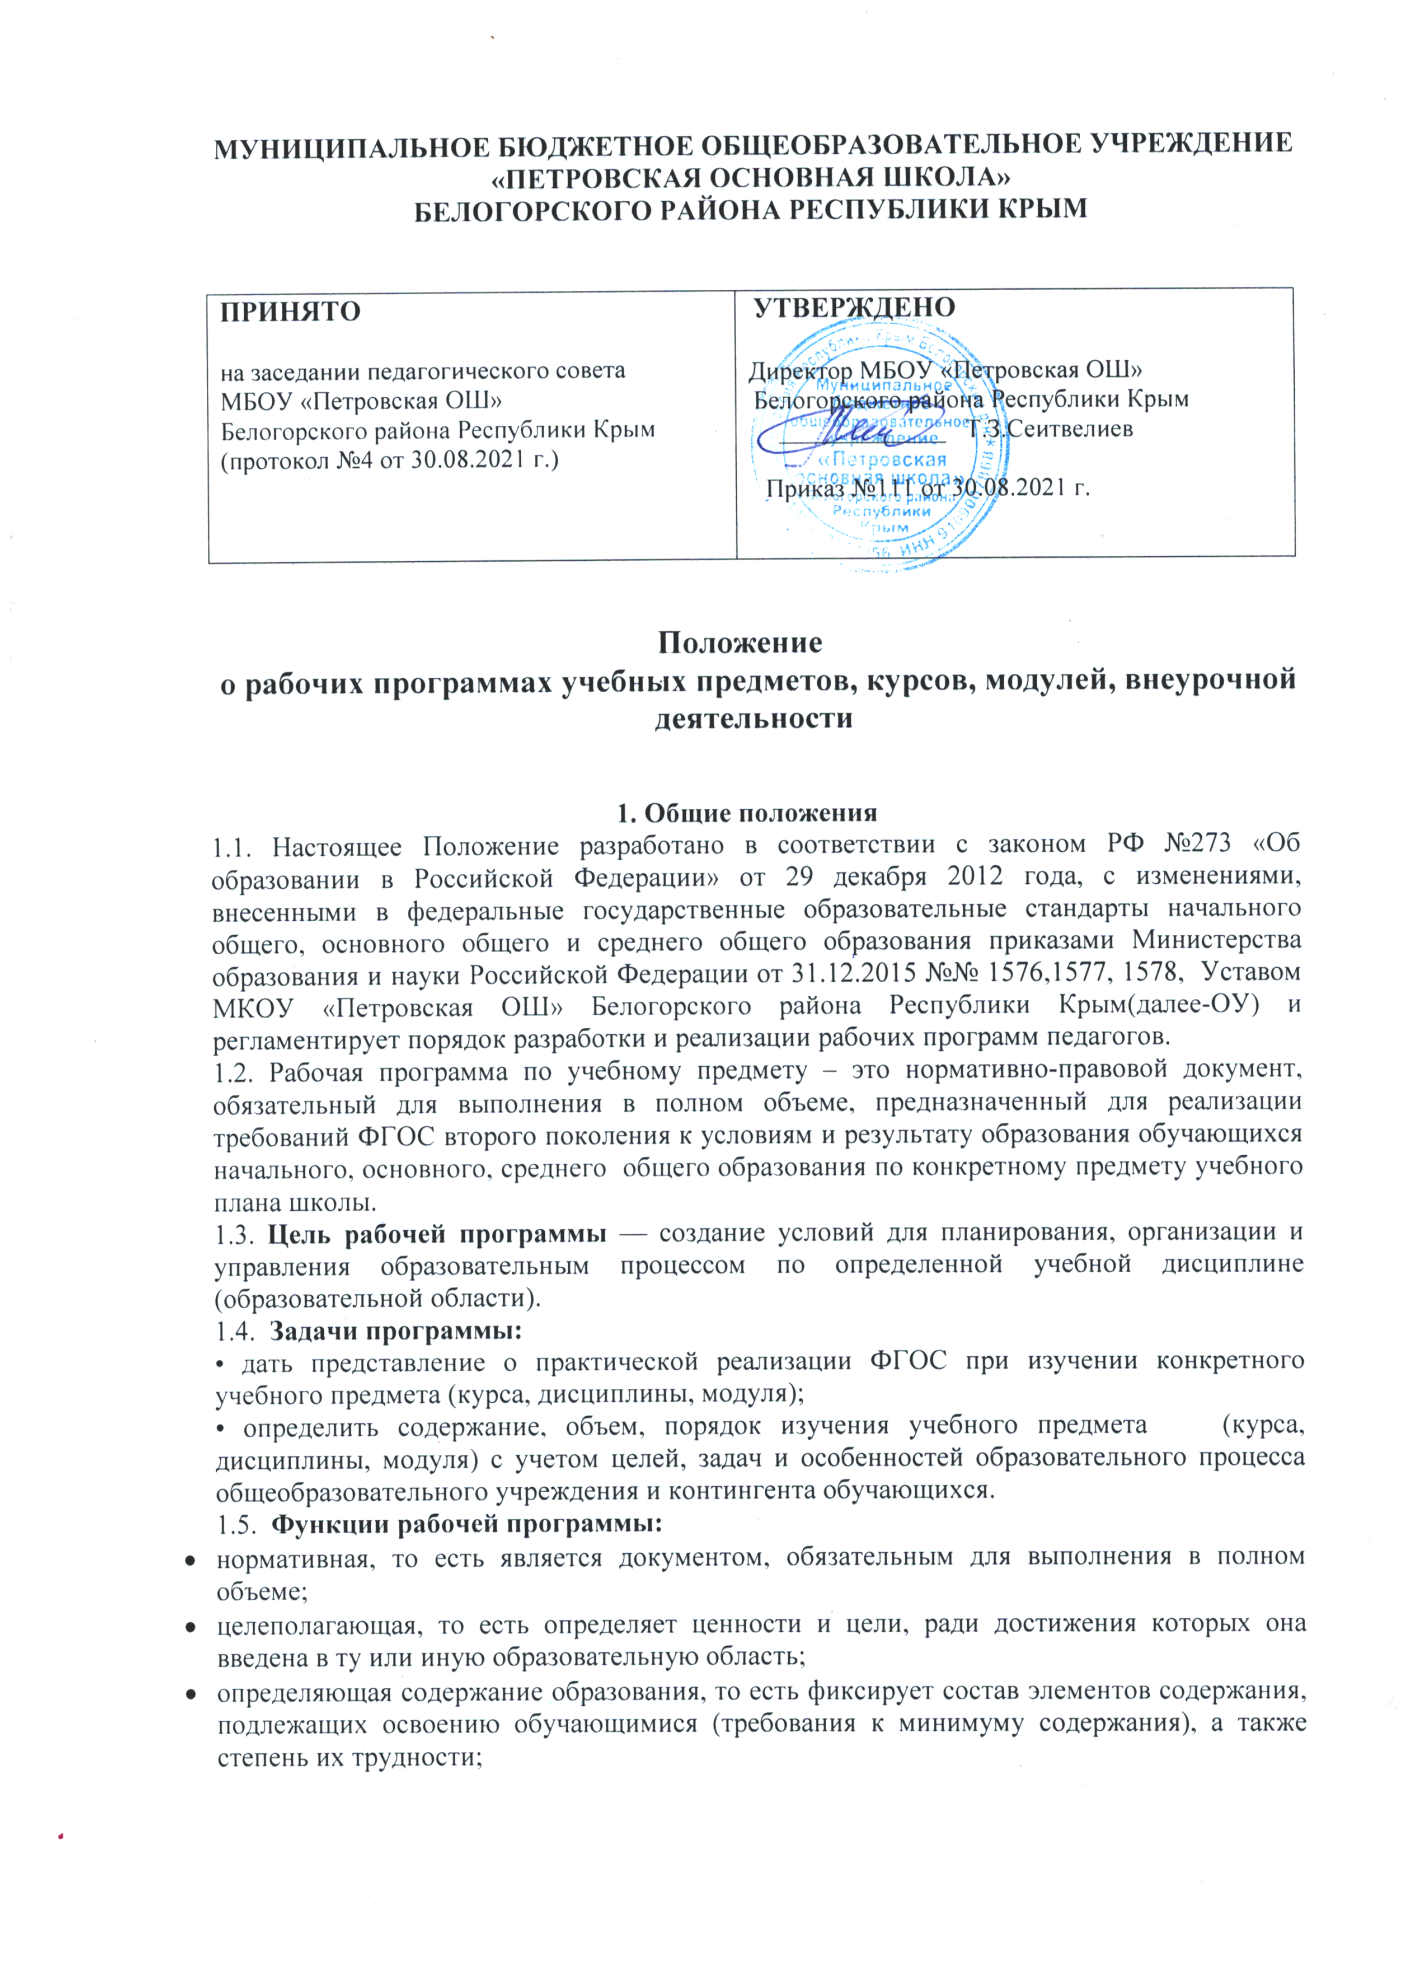 МУНИЦИПАЛЬНОЕ БЮДЖЕТНОЕ ОБЩЕОБРАЗОВАТЕЛЬНОЕ УЧРЕЖДЕНИЕ
«ПЕТРОВСКАЯ ОСНОВНАЯ ШКОЛА»
БЕЛОГОРСКОГО РАЙОНА РЕСПУБЛИКИ КРЫМ
ПРИНЯТО
на заседании педагогического совета
МБОУ «Петровская ОШ»
Белогорского района Республики Крым
(протокол №4 от 30.08.2021 г.)
УТВЕРЖДЕНО
Директор МБОУ «Петровская ОШ»
Белогорского района Республики Крым
Т.З.Сеитвелиев
Приказ №111 от 30.08.2021 г.
Муниципальное
общеобразовательное
учреждение
«Петровская
основная школа»
Белогорского района
Республики
Крым
Положение
о рабочих программах учебных предметов, курсов, модулей, внеурочной
деятельности
1. Общие положения
1.1. Настоящее Положение разработано в соответствии с законом РФ №273 «Об
образовании в Российской Федерации» от 29 декабря 2012 года, с изменениями,
внесенными в федеральные государственные образовательные стандарты начального
общего, основного общего и среднего общего образования приказами Министерства
образования и науки Российской Федерации от 31.12.2015 №№ 1576,1577, 1578, Уставом
МКОУ «Петровская ОШ» Белогорского района Республики Крым(далее-ОУ) и
регламентирует порядок разработки и реализации рабочих программ педагогов.
1.2. Рабочая программа по учебному предмету – это нормативно-правовой документ,
обязательный для выполнения в полном объеме, предназначенный для реализации
требований ФГОС второго поколения к условиям и результату образования обучающихся
начального, основного, среднего общего образования по конкретному предмету учебного
плана школы.
1.3. Цель рабочей программы — создание условий для планирования, организации и
управления образовательным процессом по определенной учебной дисциплине
(образовательной области).
1.4. Задачи программы:
• дать представление о практической реализации ФГОС при изучении конкретного
учебного предмета (курса, дисциплины, модуля);
• определить содержание, объем, порядок изучения учебного предмета (курса,
дисциплины, модуля) с учетом целей, задач и особенностей образовательного процесса
общеобразовательного учреждения и контингента обучающихся.
1.5. Функции рабочей программы:
• нормативная, то есть является документом, обязательным для выполнения в полном
объеме;
• целеполагающая, то есть определяет ценности и цели, ради достижения которых она
введена в ту или иную образовательную область;
• определяющая содержание образования, то есть фиксирует состав элементов содержания,
подлежащих освоению обучающимися (требования к минимуму содержания), а также
степень их трудности;